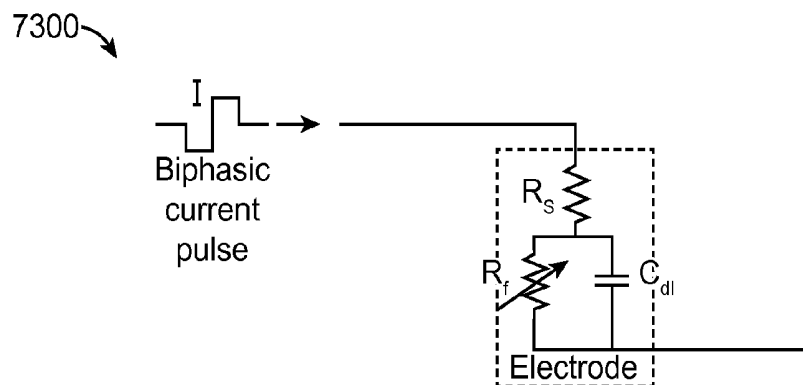 7300
I
Biphasic
current
pulse
R_S
R_f
C_dl
Electrode